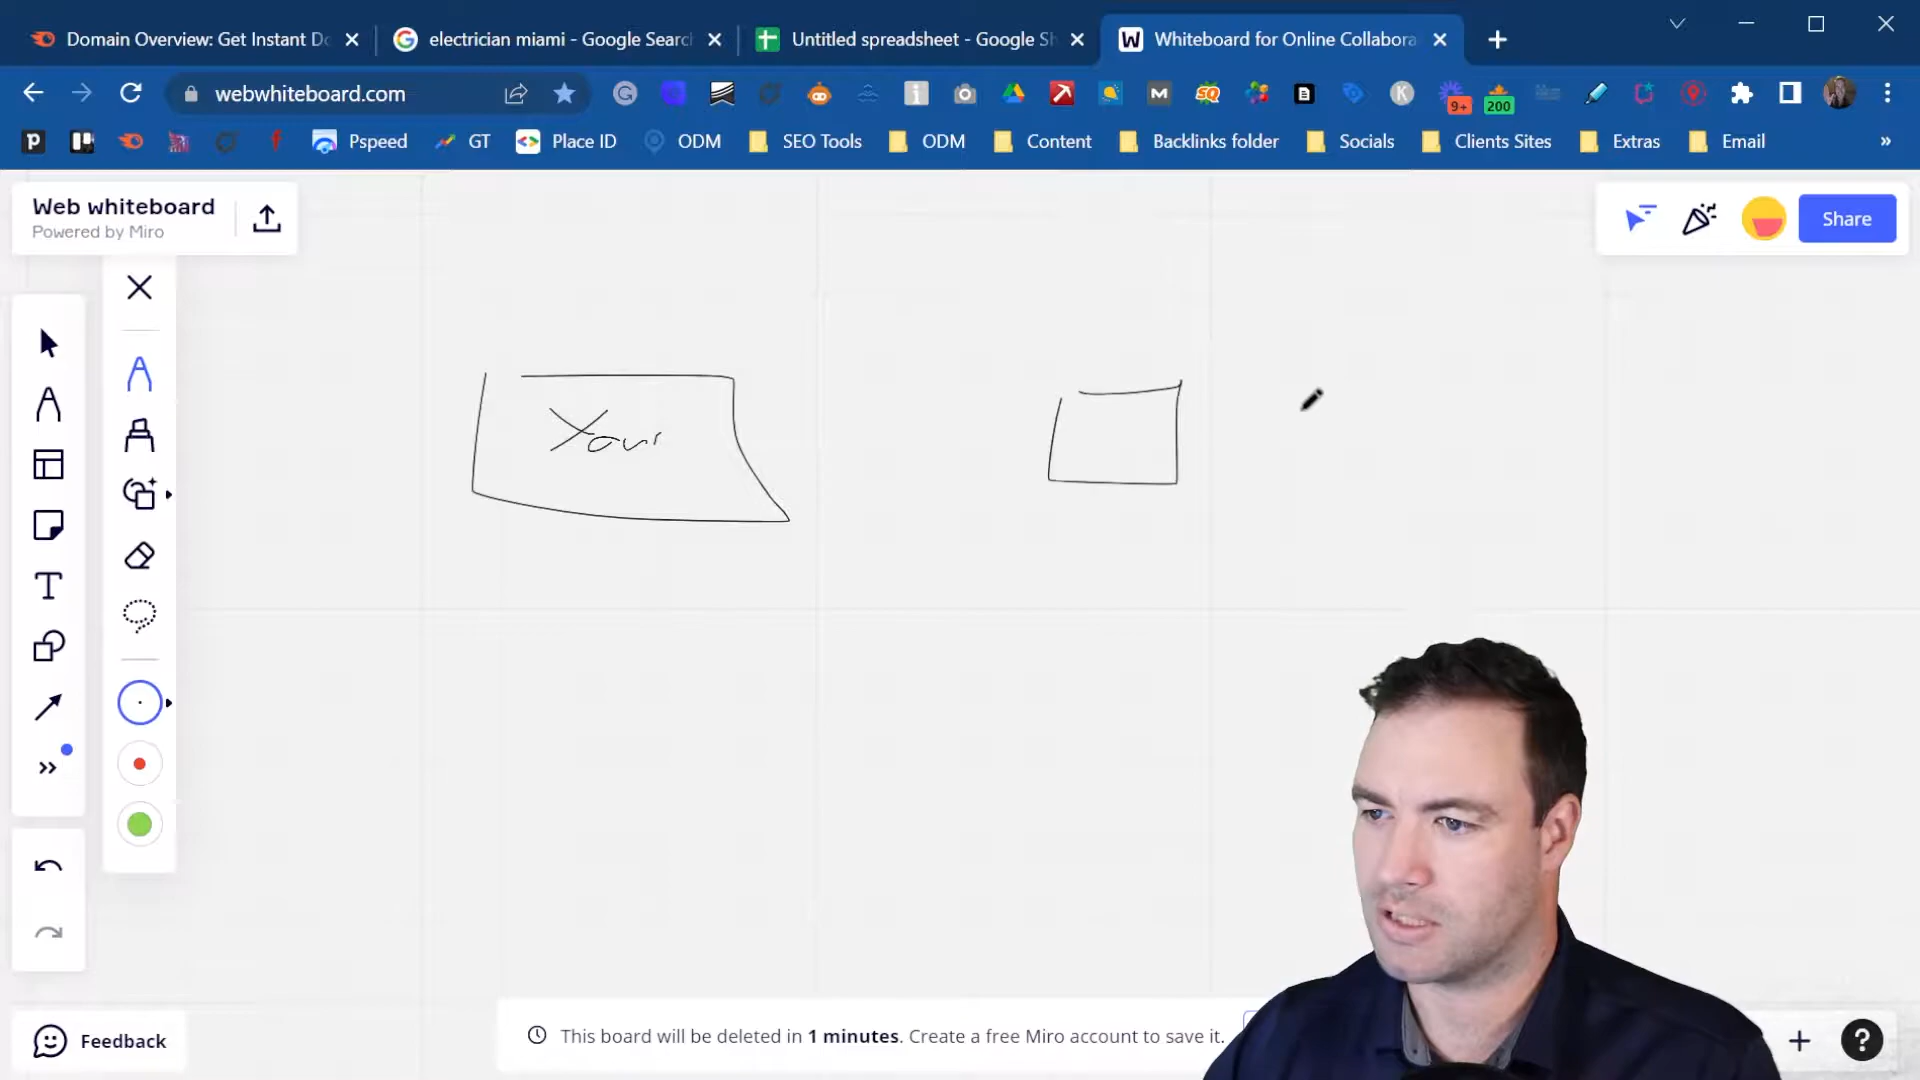 Domain Overview: Get Instant Do
electrician miami - Google Search
Untitled spreadsheet - Google Sh
Whiteboard for Online Collabora
webwhiteboard.com
9+
200
Pspeed
GT
Place ID
ODM
SEO Tools
ODM
Content
Backlinks folder
Socials
Clients Sites
Extras
Email
Web whiteboard
Powered by Miro
Share
Your
This board will be deleted in 1 minutes. Create a free Miro account to save it.
Feedback